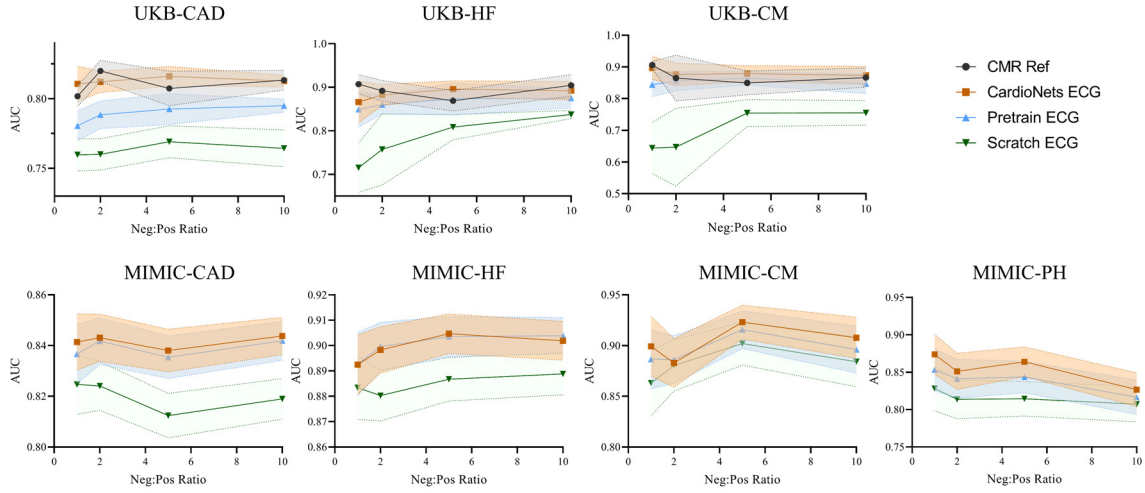 UKB-CAD
AUC
0.80
0.75
0 2 4 6 8 10
Neg:Pos Ratio
UKB-HF
AUC
1.0
0.9
0.8
0.7
0 2 4 6 8 10
Neg:Pos Ratio
UKB-CM
AUC
1.0
0.9
0.8
0.7
0.6
0.5
0 2 4 6 8 10
Neg:Pos Ratio
CMR Ref
CardioNets ECG
Pretrain ECG
Scratch ECG
MIMIC-CAD
AUC
0.86
0.84
0.82
0.80
0 2 4 6 8 10
Neg:Pos Ratio
MIMIC-HF
AUC
0.92
0.91
0.90
0.89
0.88
0.87
0.86
0 2 4 6 8 10
Neg:Pos Ratio
MIMIC-CM
AUC
0.95
0.90
0.85
0.80
0 2 4 6 8 10
Neg:Pos Ratio
MIMIC-PH
AUC
0.95
0.90
0.85
0.80
0.75
0 2 4 6 8 10
Neg:Pos Ratio